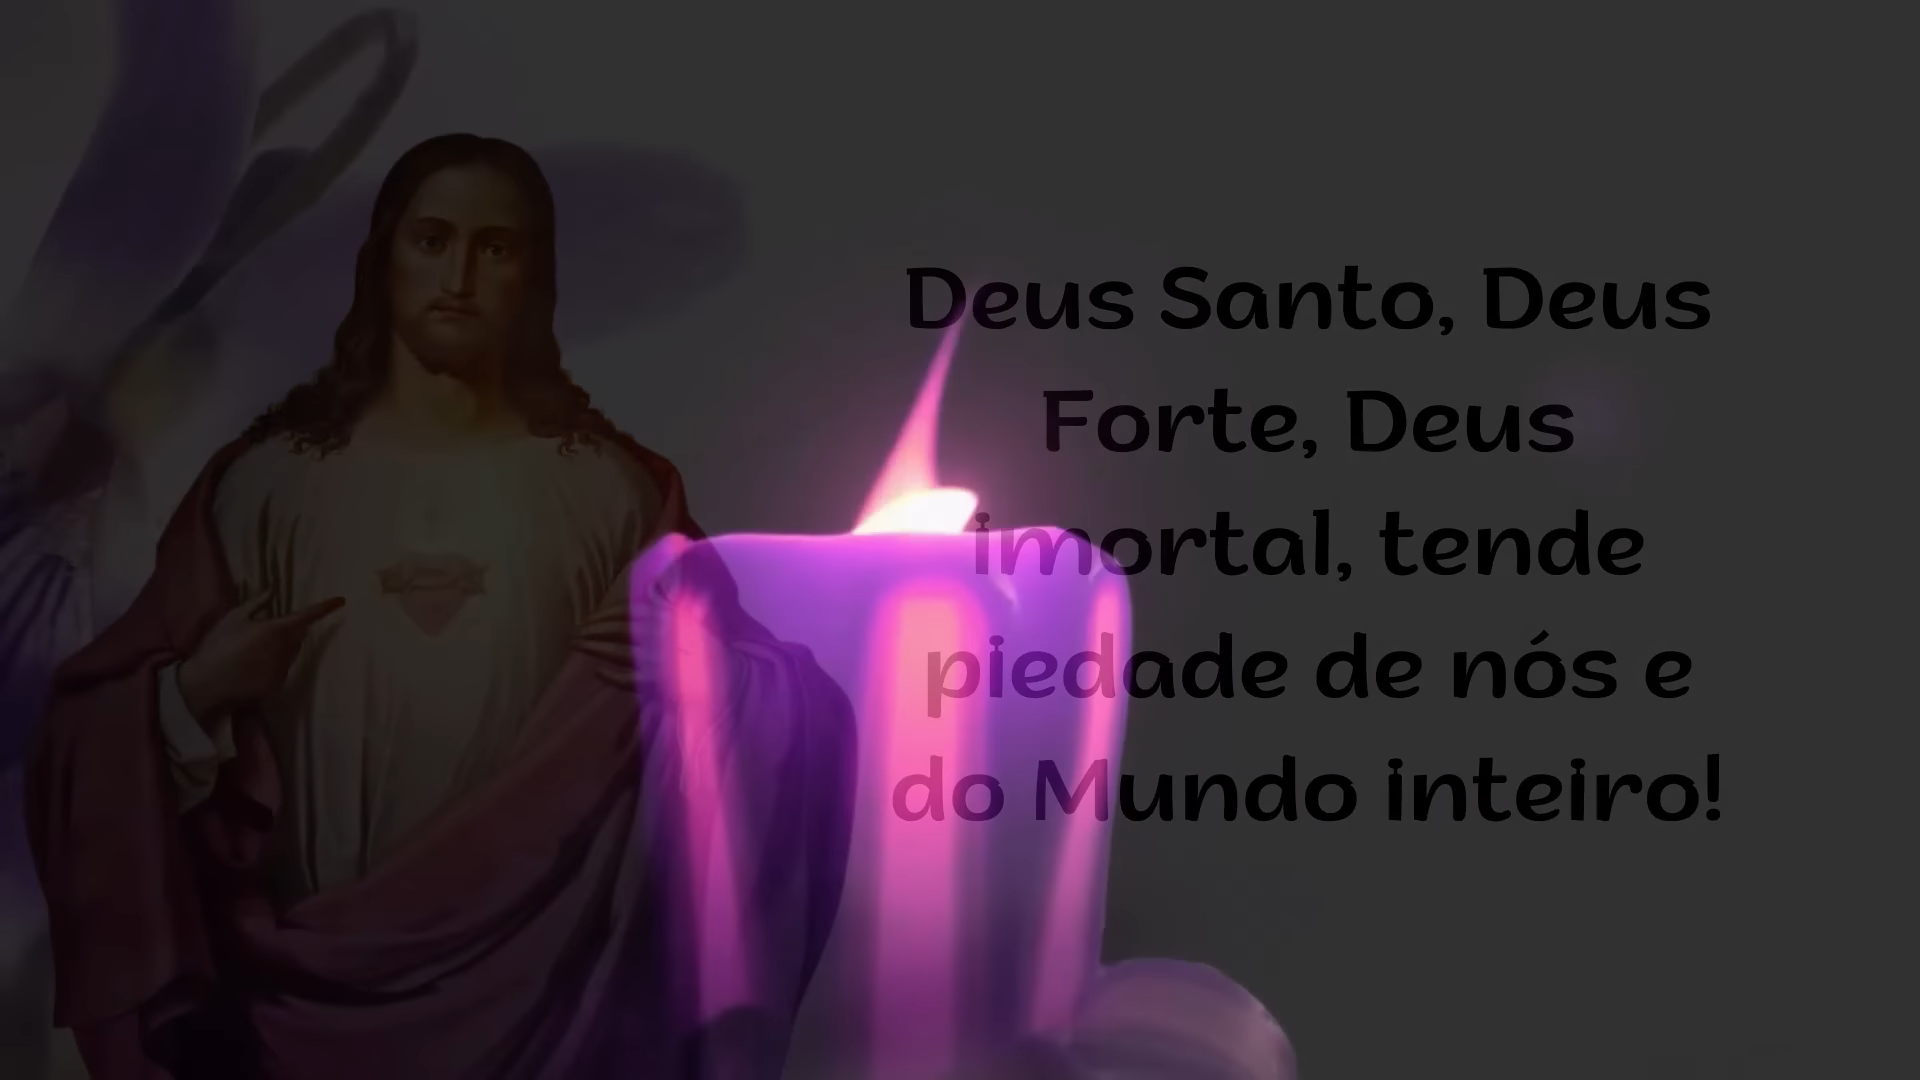 Deus Santo, Deus
Forte, Deus
imortal, tende
piedade de nós e
do Mundo inteiro!